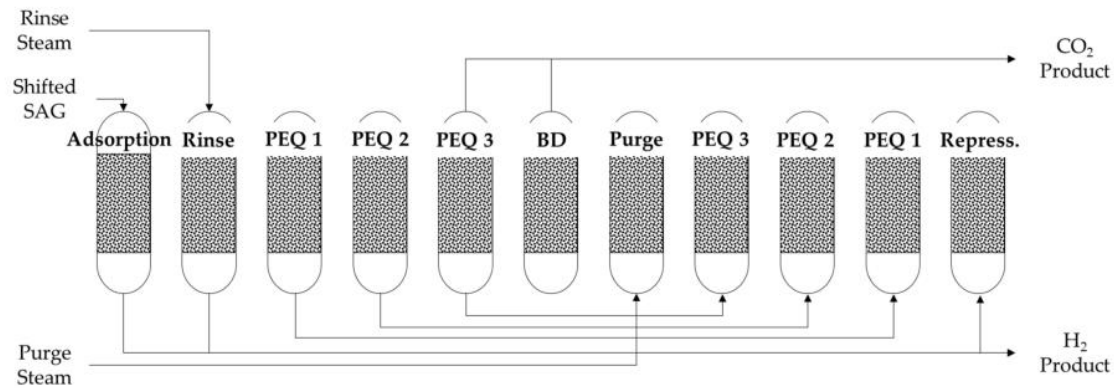 Rinse
Steam
Shifted
SAG
CO₂
Product
Adsorption Rinse PEQ 1 PEQ 2 PEQ 3 BD Purge PEQ 3 PEQ 2 PEQ 1 Repress.
Purge
Steam
H₂
Product